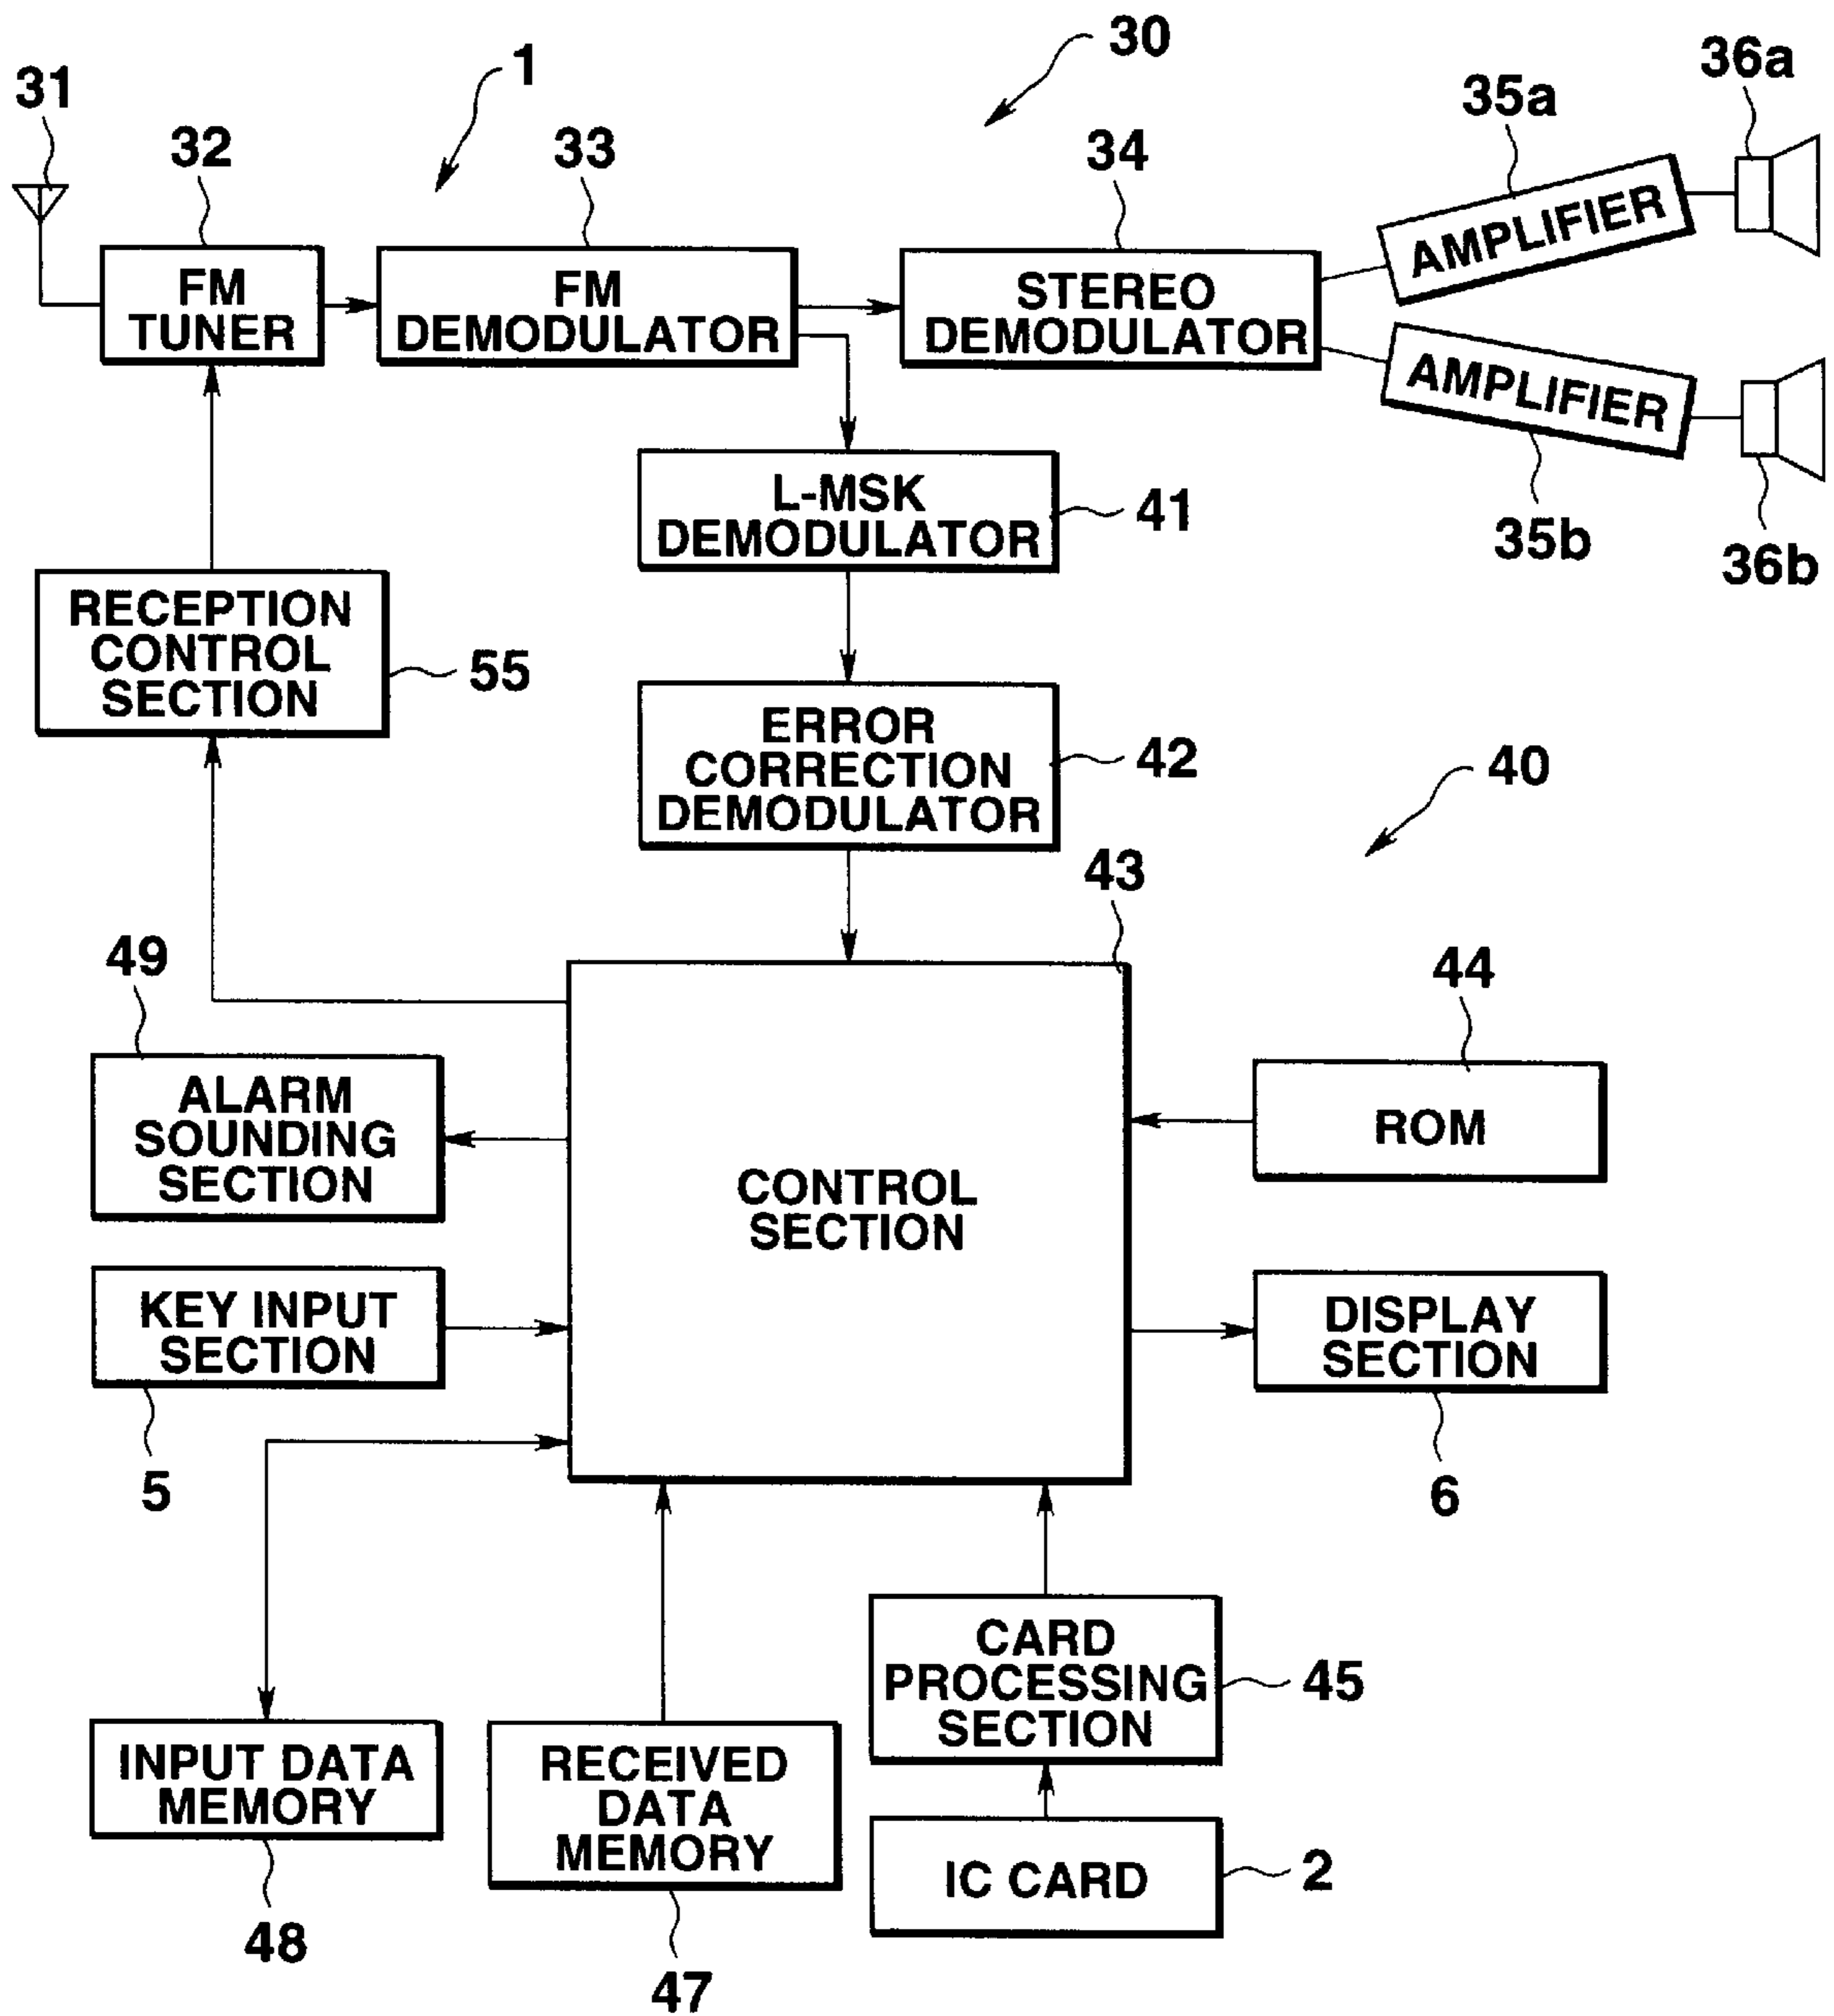 30
1
36a
31
35a
32
33
34
AMPLIFIER
FM
TUNER
FM
DEMODULATOR
STEREO
DEMODULATOR
AMPLIFIER
L-MSK
DEMODULATOR
41
35b
36b
RECEPTION
CONTROL
SECTION
55
ERROR
CORRECTION
DEMODULATOR
42
40
43
49
44
ALARM
SOUNDING
SECTION
ROM
CONTROL
SECTION
KEY INPUT
SECTION
DISPLAY
SECTION
5
6
CARD
PROCESSING
SECTION
45
INPUT DATA
MEMORY
RECEIVED
DATA
MEMORY
IC CARD
2
48
47